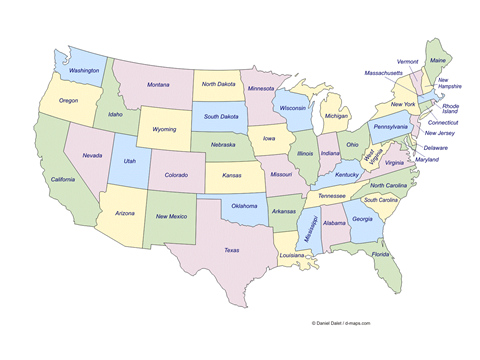 Washington
Oregon
California
Nevada
Idaho
Montana
Wyoming
Utah
Arizona
Colorado
New Mexico
North Dakota
South Dakota
Nebraska
Kansas
Oklahoma
Texas
Minnesota
Iowa
Missouri
Arkansas
Louisiana
Wisconsin
Illinois
Michigan
Indiana
Ohio
Kentucky
Tennessee
Mississippi
Alabama
Georgia
Florida
South Carolina
North Carolina
Virginia
West
Virginia
Pennsylvania
New York
Vermont
Massachusetts
Maine
New
Hampshire
Rhode
Island
Connecticut
New Jersey
Delaware
Maryland
© Daniel Dalet / d-maps.com